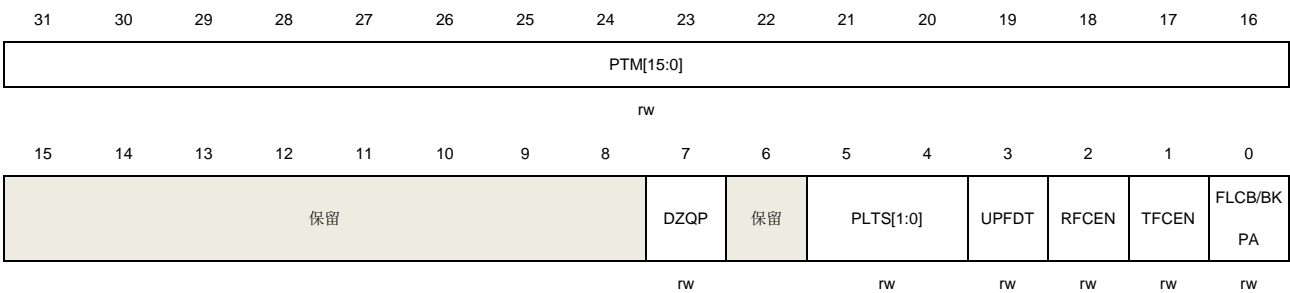 31 30 29 28 27 26 25 24 23 22 21 20 19 18 17 16
PTM[15:0]
rw
15 14 13 12 11 10 9 8 7 6 5 4 3 2 1 0
保留 DZQP 保留 PLTS[1:0] UPFDT RFCEN TFCEN FLCB/BK
PA
rw rw rw rw rw rw